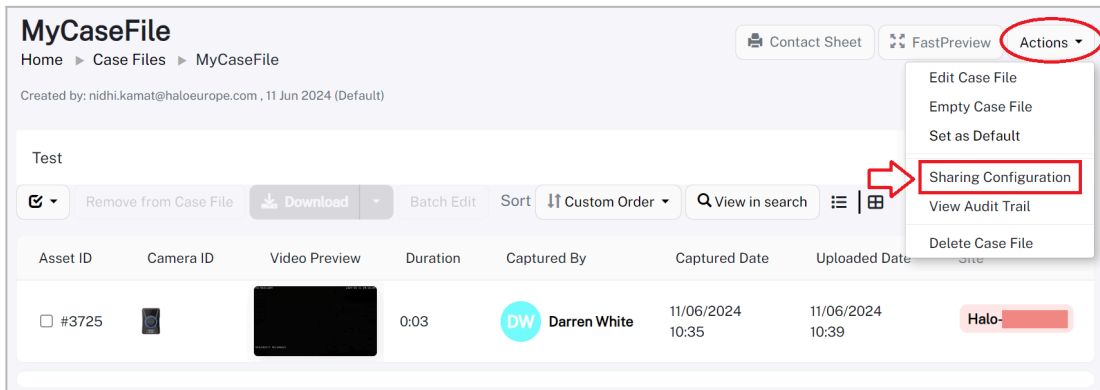 MyCaseFile
Contact Sheet
FastPreview
Actions
Home ▶ Case Files ▶ MyCaseFile
Created by: nidhi.kamat@haloeurope.com , 11 Jun 2024 (Default)
Edit Case File
Empty Case File
Set as Default
Sharing Configuration
View Audit Trail
Delete Case File
Test
Remove from Case File
Download
Batch Edit
Sort
Custom Order
View in search
Asset ID Camera ID Video Preview Duration Captured By Captured Date Uploaded Date Site
#3725 0:03 DW Darren White 11/06/2024 11/06/2024 Halo-
10:35 10:39